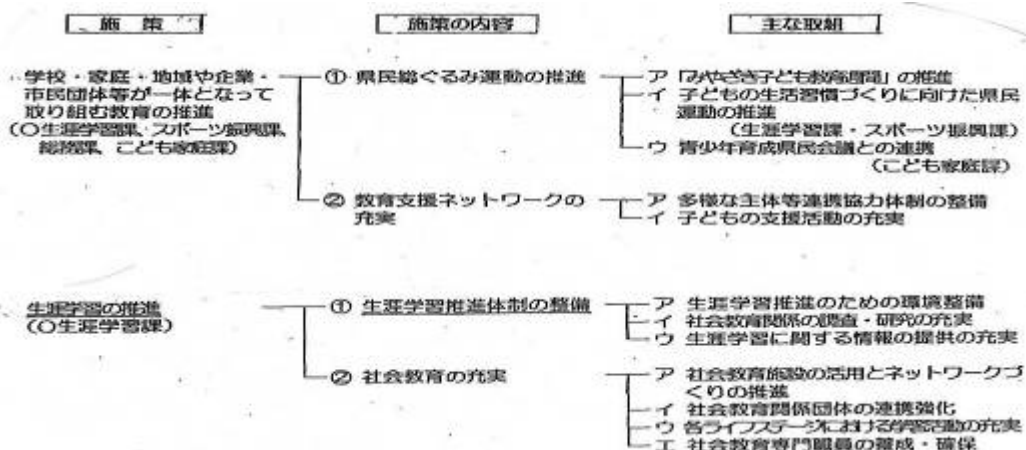 施策
施策の内容
主な取組
学校・家庭・地域や企業・
市民団体等が一体となって
取り組む教育の推進
(○生涯学習課、スポーツ振興課、
総務課、こども家庭課)
① 県民総ぐるみ運動の推進
ア 「みやざき子ども教育週間」の推進
イ 子どもの生活習慣づくりに向けた県民
運動の推進
(生涯学習課・スポーツ振興課)
ウ 青少年育成県民会議との連携
(こども家庭課)
② 教育支援ネットワークの
充実
ア 多様な主体等連携協力体制の整備
イ 子どもの支援活動の充実
生涯学習の推進
(○生涯学習課)
① 生涯学習推進体制の整備
ア 生涯学習推進のための環境整備
イ 社会教育関係の調査・研究の充実
ウ 生涯学習に関する情報の提供の充実
② 社会教育の充実
ア 社会教育施設の活用とネットワークづ
くりの推進
イ 社会教育関係団体の連携強化
ウ 各ライフステージにおける学習活動の充実
エ 社会教育専門職員の養成・確保